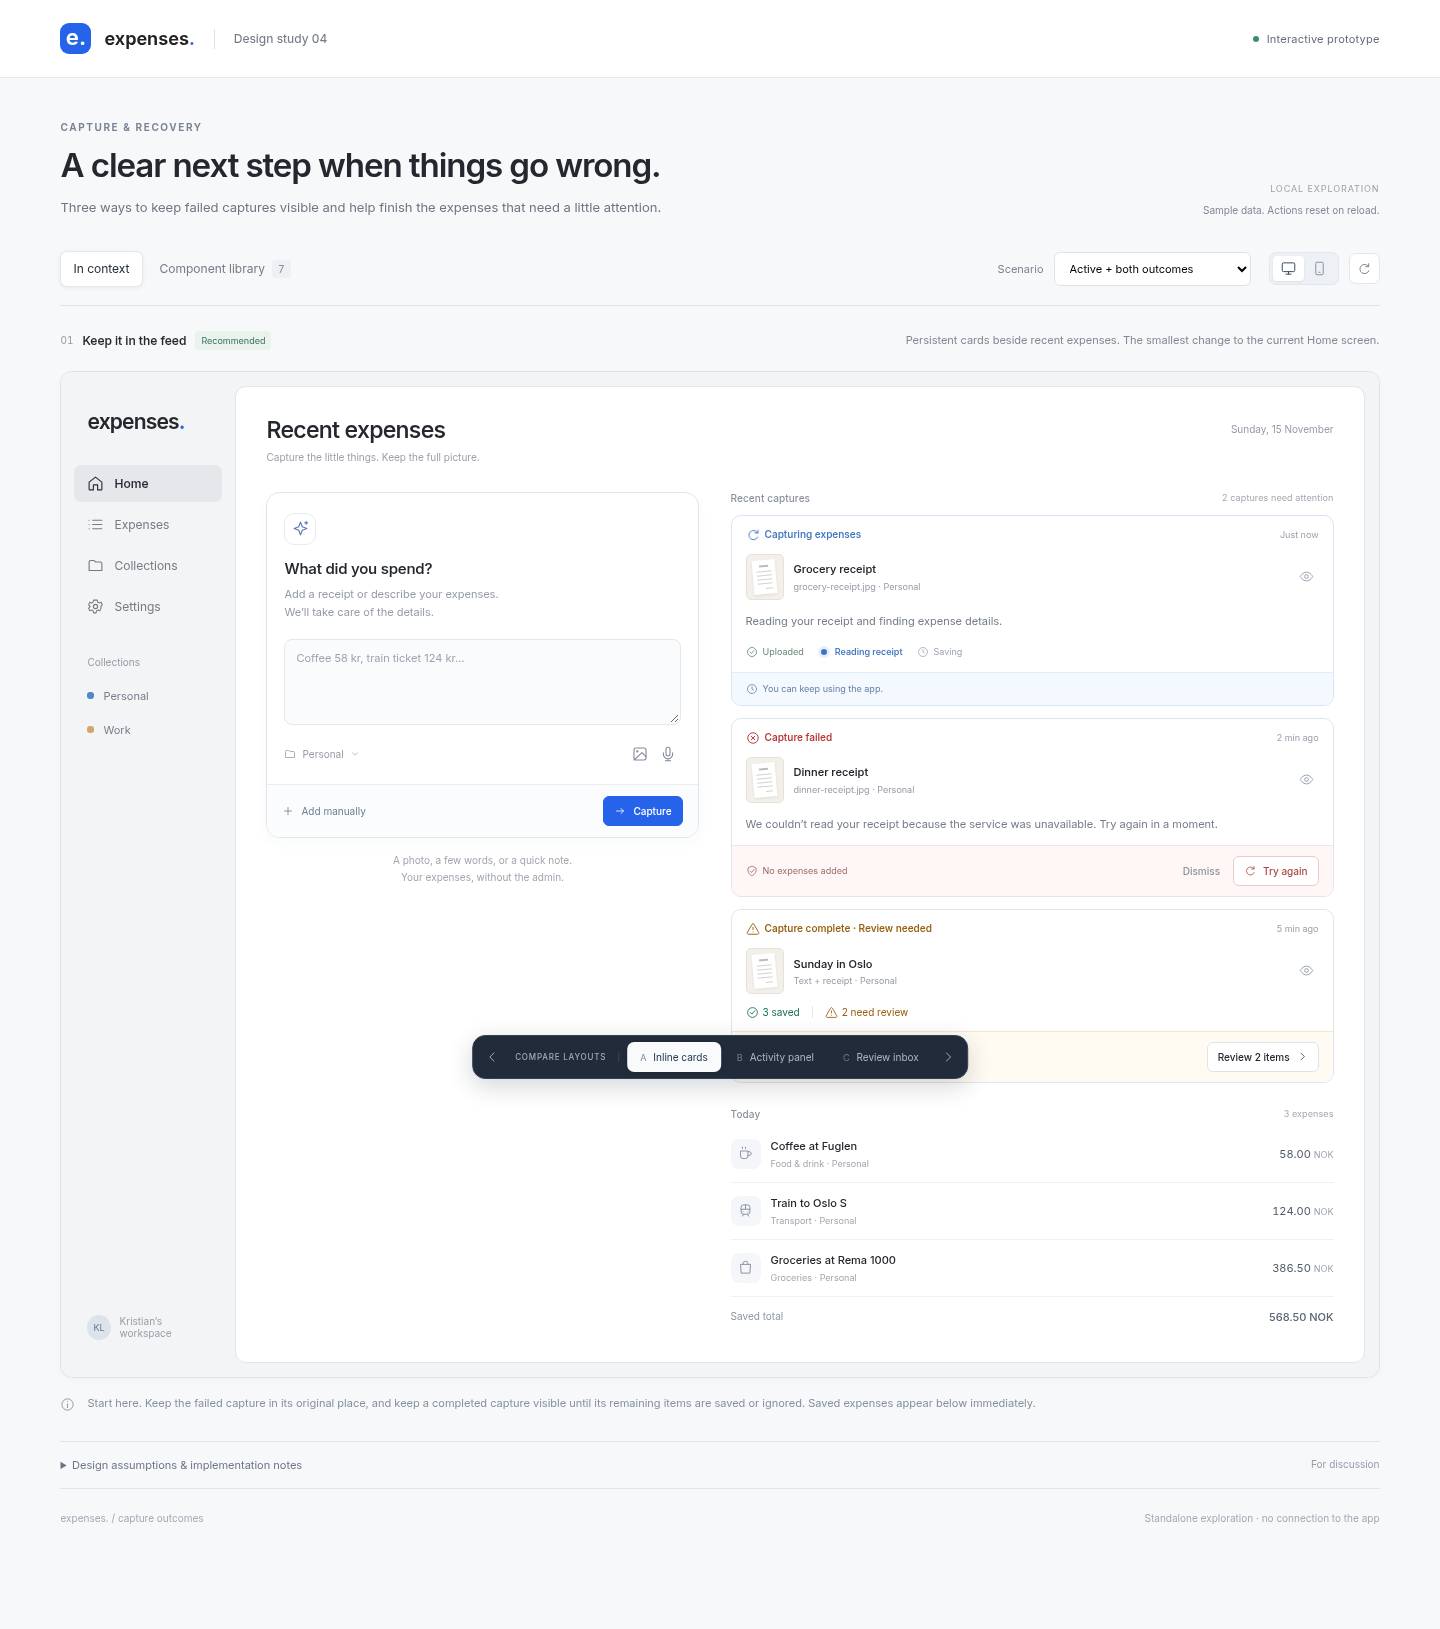 e. expenses. Design study 04
Interactive prototype
CAPTURE & RECOVERY
A clear next step when things go wrong.
Three ways to keep failed captures visible and help finish the expenses that need a little attention.
LOCAL EXPLORATION
Sample data. Actions reset on reload.
In context
Component library 7
Scenario
Active + both outcomes
01 Keep it in the feed Recommended
Persistent cards beside recent expenses. The smallest change to the current Home screen.
expenses.
Home
Expenses
Collections
Settings
Collections
Personal
Work
KL
Kristian’s
workspace
Recent expenses
Sunday, 15 November
Capture the little things. Keep the full picture.
What did you spend?
Add a receipt or describe your expenses.
We’ll take care of the details.
Coffee 58 kr, train ticket 124 kr…
Personal
Add manually
Capture
A photo, a few words, or a quick note.
Your expenses, without the admin.
Recent captures
2 captures need attention
Capturing expenses
Just now
Grocery receipt
grocery-receipt.jpg · Personal
Reading your receipt and finding expense details.
Uploaded
Reading receipt
Saving
You can keep using the app.
Capture failed
2 min ago
Dinner receipt
dinner-receipt.jpg · Personal
We couldn’t read your receipt because the service was unavailable. Try again in a moment.
No expenses added
Dismiss
Try again
Capture complete · Review needed
5 min ago
Sunday in Oslo
Text + receipt · Personal
3 saved
2 need review
Review 2 items
COMPARE LAYOUTS
A Inline cards
B Activity panel
C Review inbox
Today
3 expenses
Coffee at Fuglen
Food & drink · Personal
58.00 NOK
Train to Oslo S
Transport · Personal
124.00 NOK
Groceries at Rema 1000
Groceries · Personal
386.50 NOK
Saved total
568.50 NOK
Start here. Keep the failed capture in its original place, and keep a completed capture visible until its remaining items are saved or ignored. Saved expenses appear below immediately.
Design assumptions & implementation notes
For discussion
expenses. / capture outcomes
Standalone exploration · no connection to the app